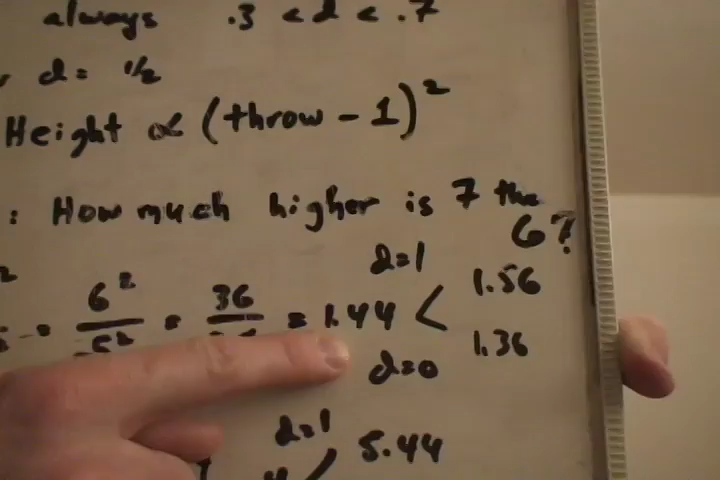 always .3 < d < .7
d = 1/2
Height ∝ (throw - 1)²
: How much higher is 7 the
6?
d=1
6² / 5² = 36 = 1.44 < 1.56
1.36
d=0
d=1 5.44